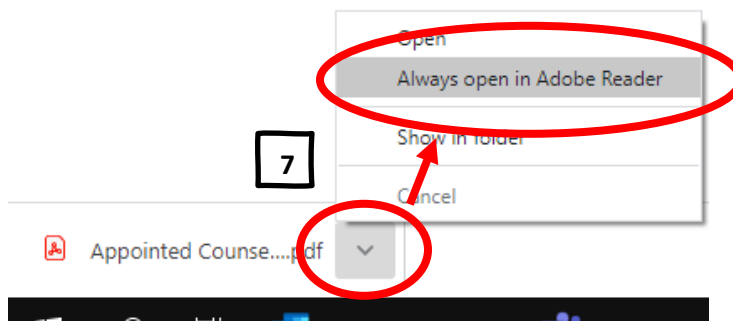 Open
Always open in Adobe Reader
Show in folder
7
Cancel
Appointed Counse....pdf